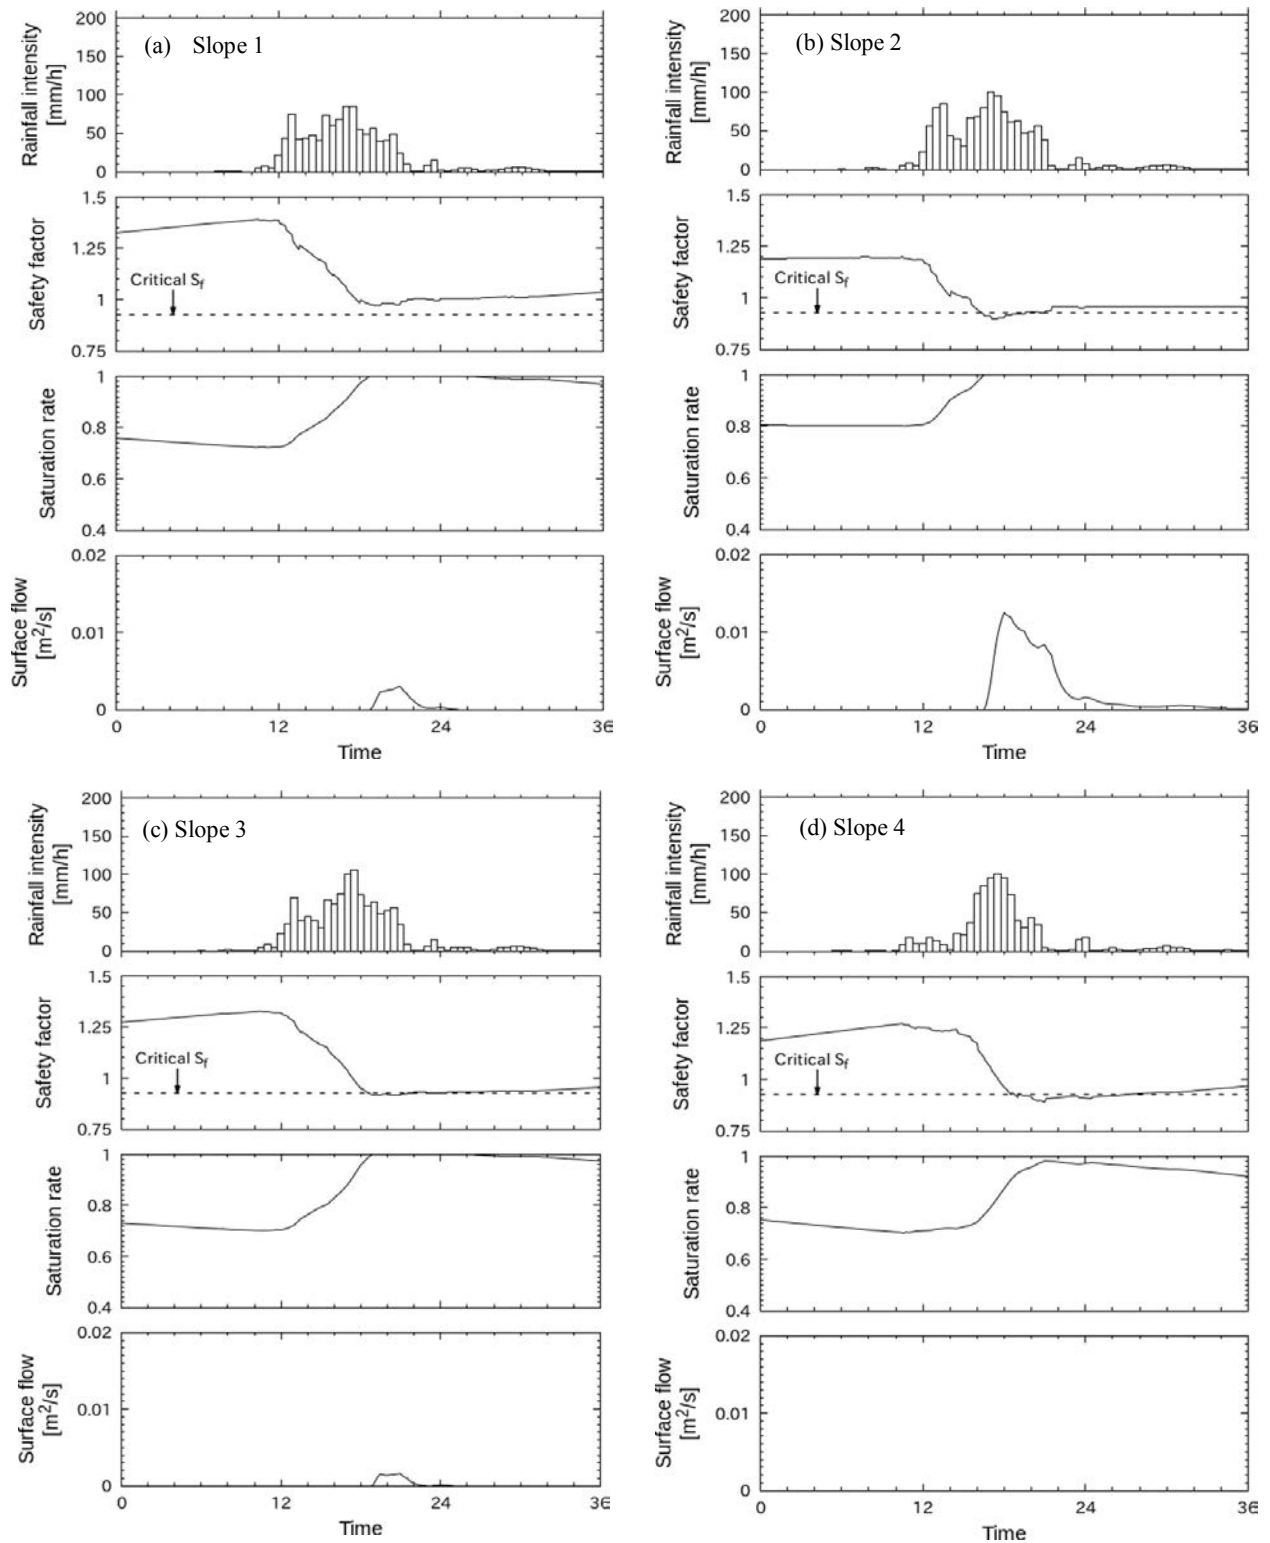 (a) Slope 1
Rainfall intensity
[mm/h]
200
150
100
50
0
Safety factor
1.5
1.25
1
0.75
Critical Sf
Saturation rate
1
0.8
0.6
0.4
Surface flow
[m2/s]
0.02
0.01
0
0 12 24 36
Time
(b) Slope 2
Rainfall intensity
[mm/h]
200
150
100
50
0
Safety factor
1.5
1.25
1
0.75
Critical Sf
Saturation rate
1
0.8
0.6
0.4
Surface flow
[m2/s]
0.02
0.01
0
0 12 24 36
Time
(c) Slope 3
Rainfall intensity
[mm/h]
200
150
100
50
0
Safety factor
1.5
1.25
1
0.75
Critical Sf
Saturation rate
1
0.8
0.6
0.4
Surface flow
[m2/s]
0.02
0.01
0
0 12 24 36
Time
(d) Slope 4
Rainfall intensity
[mm/h]
200
150
100
50
0
Safety factor
1.5
1.25
1
0.75
Critical Sf
Saturation rate
1
0.8
0.6
0.4
Surface flow
[m2/s]
0.02
0.01
0
0 12 24 36
Time